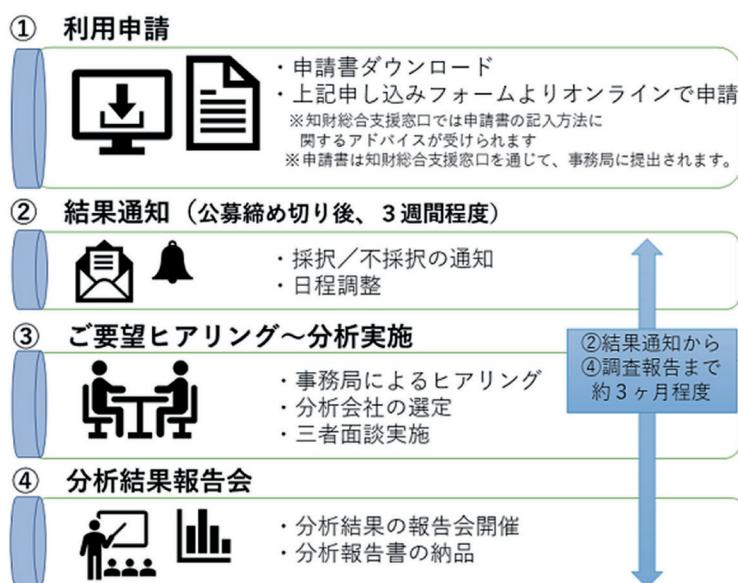 ① 利用申請
・申請書ダウンロード
・上記申し込みフォームよりオンラインで申請
※知財総合支援窓口では申請書の記入方法に
関するアドバイスが受けられます
※申請書は知財総合支援窓口を通じて、事務局に提出されます。
② 結果通知（公募締め切り後、３週間程度）
・採択／不採択の通知
・日程調整
③ ご要望ヒアリング～分析実施
・事務局によるヒアリング
・分析会社の選定
・三者面談実施
②結果通知から
④調査報告まで
約３ヶ月程度
④ 分析結果報告会
・分析結果の報告会開催
・分析報告書の納品